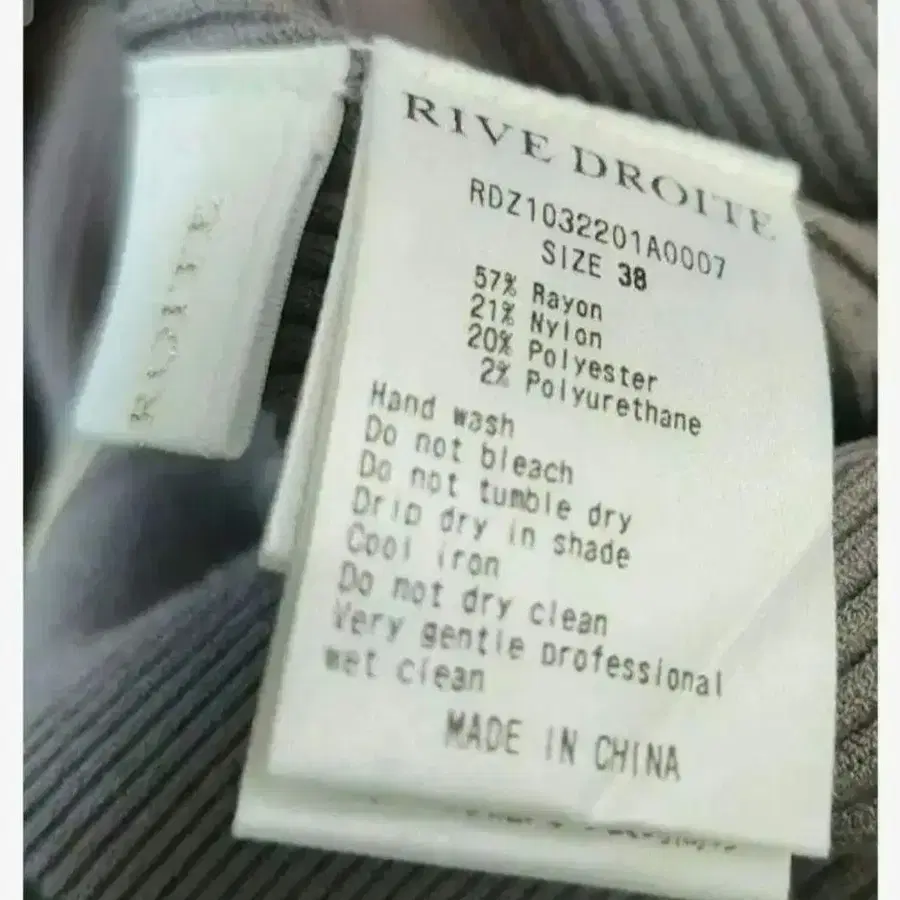 RIVE DROITE
RDZ1032201A0007
SIZE 38
57% Rayon
21% Nylon
20% Polyester
2% Polyurethane
Hand wash
Do not bleach
Do not tumble dry
Drip dry in shade
Cool iron
Do not dry clean
Very gentle professional
wet clean
MADE IN CHINA
ROITE